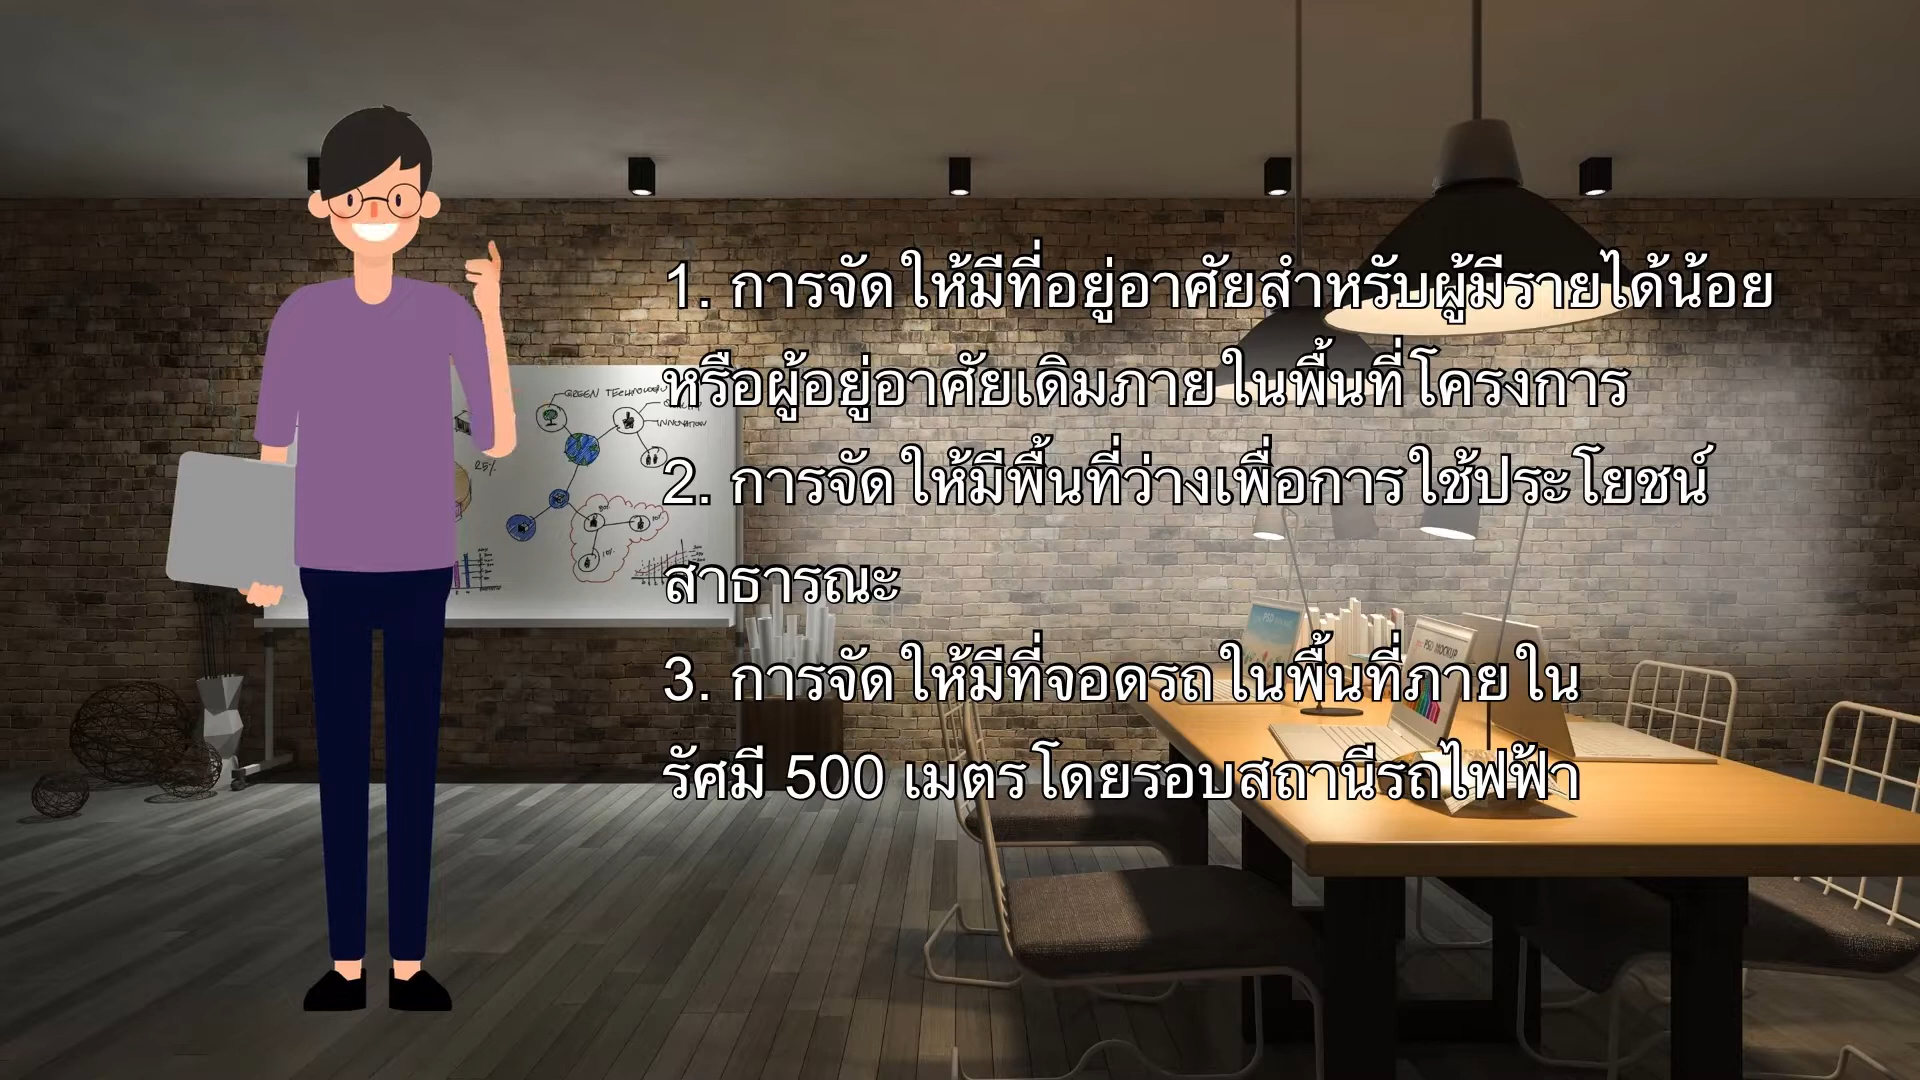 1. การจัดให้มีที่อยู่อาศัยสำหรับผู้มีรายได้น้อย
หรือผู้อยู่อาศัยเดิมภายในพื้นที่โครงการ
2. การจัดให้มีพื้นที่ว่างเพื่อการใช้ประโยชน์
สาธารณะ
3. การจัดให้มีที่จอดรถในพื้นที่ภายใน
รัศมี 500 เมตรโดยรอบสถานีรถไฟฟ้า
GREEN TECHNOLOGY
INNOVATION
25%
PSD MOCKUP